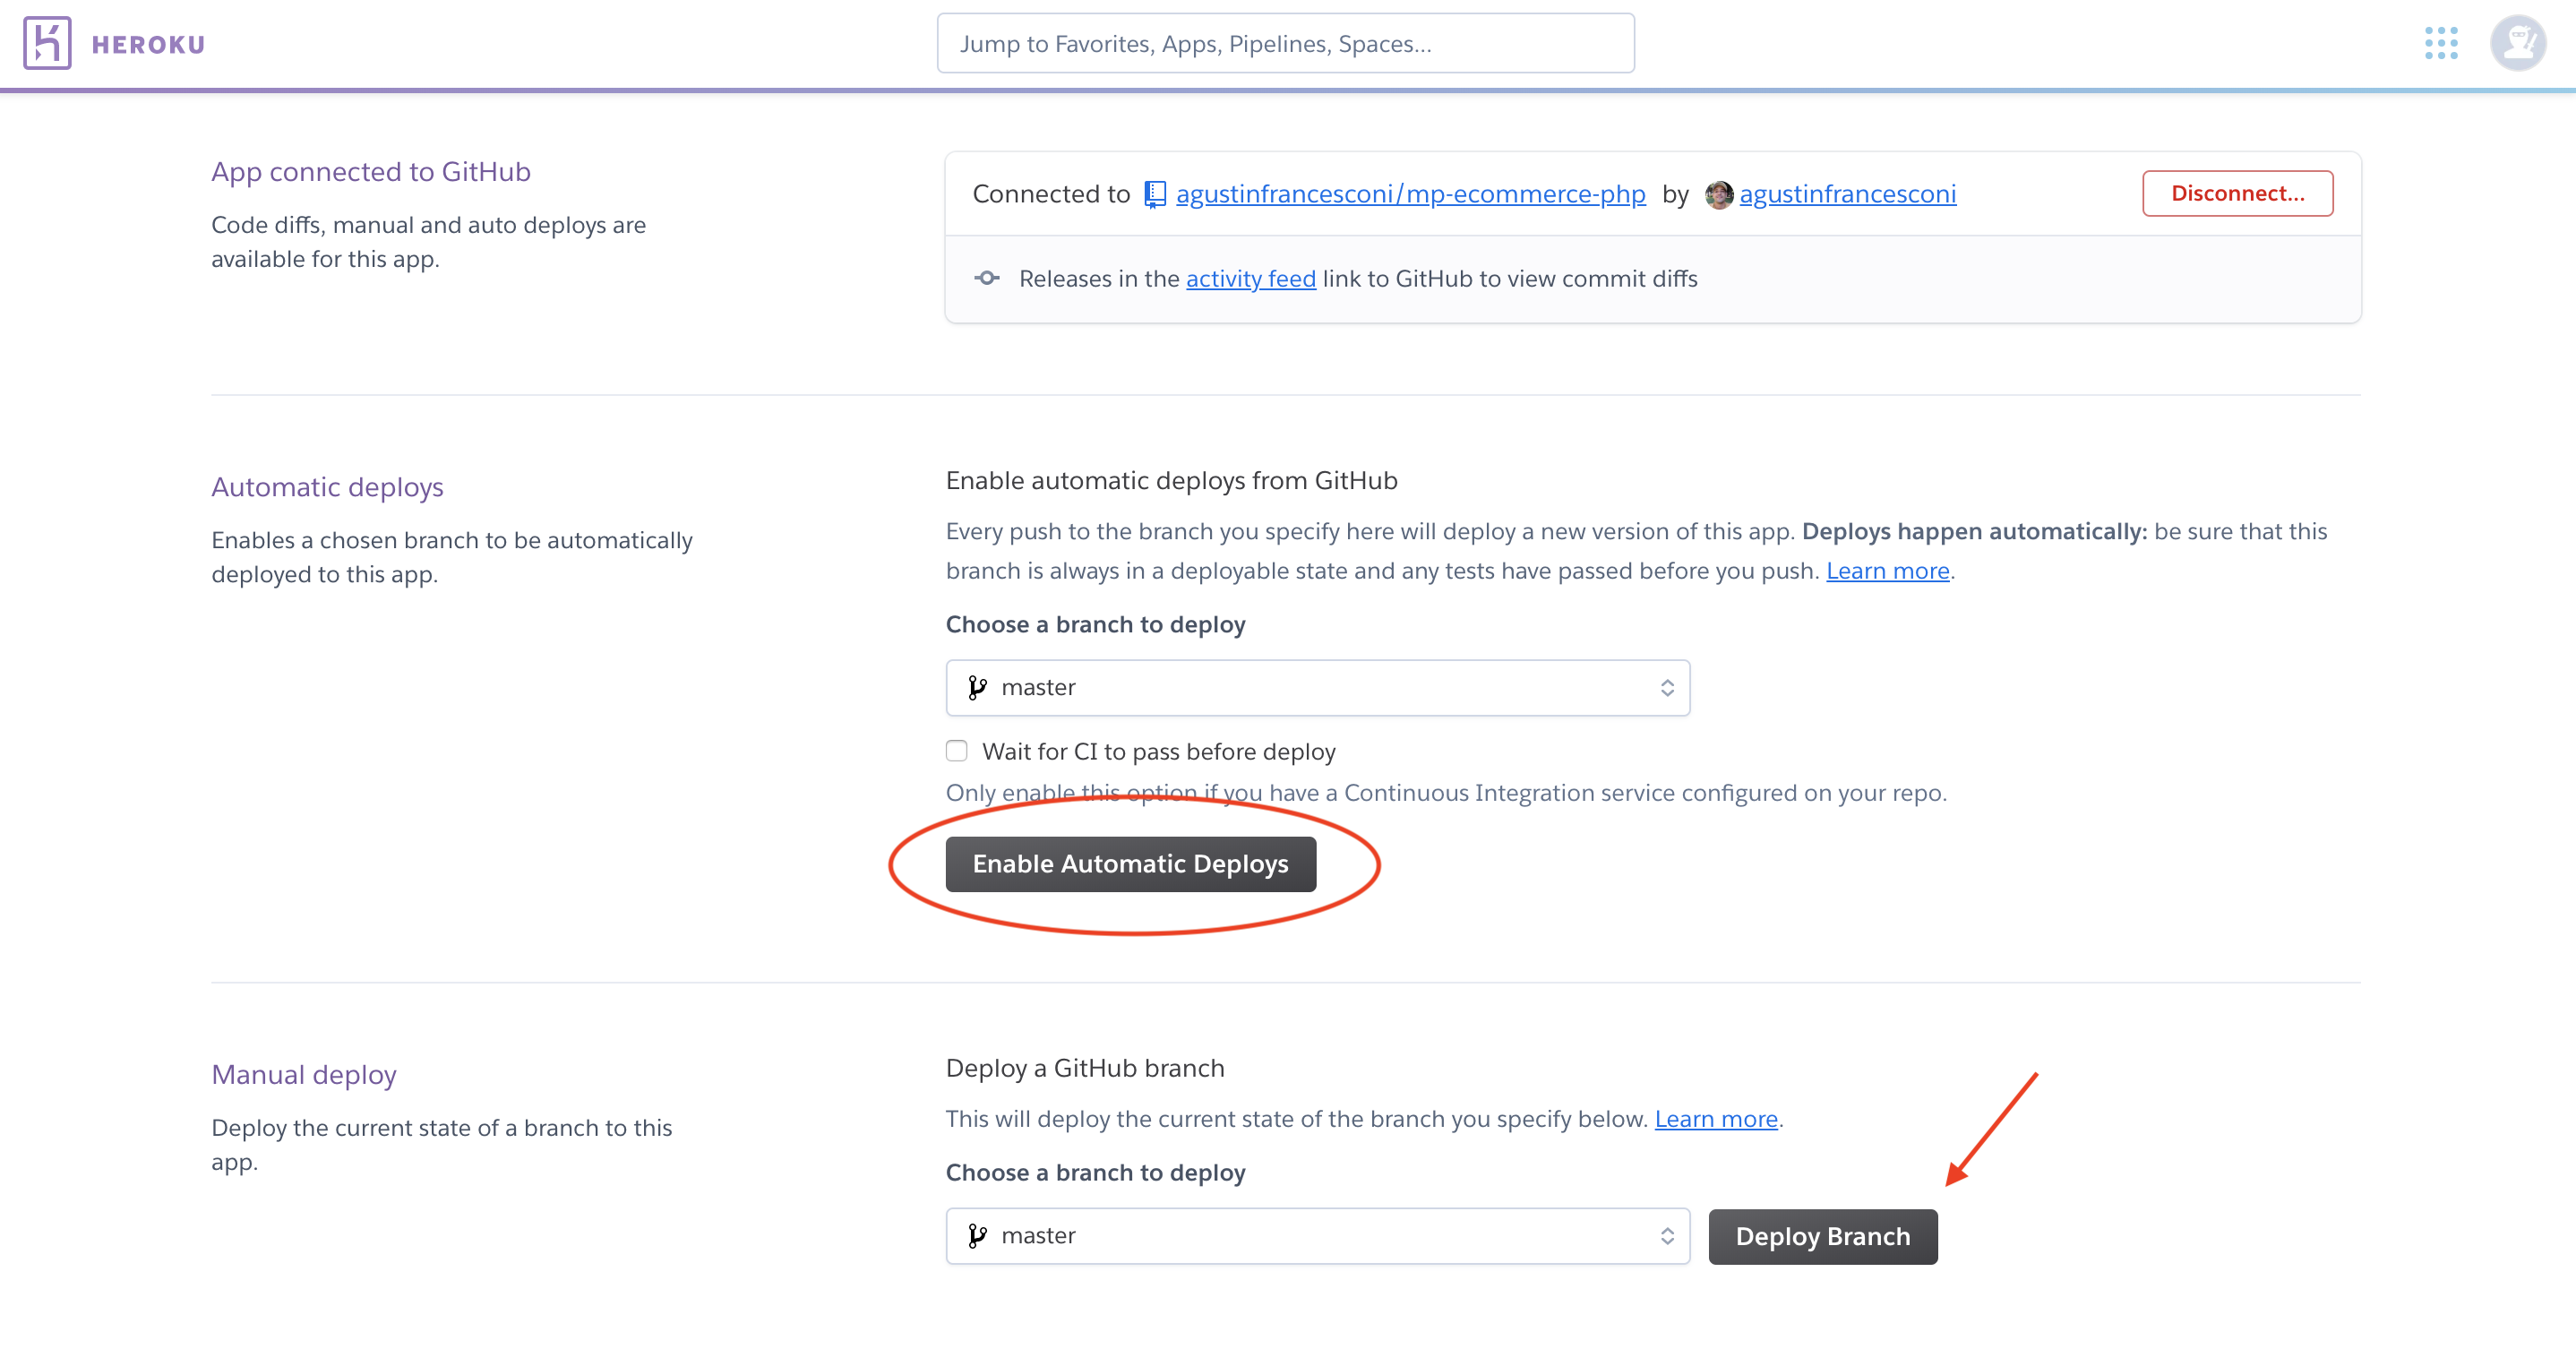 HEROKU
Jump to Favorites, Apps, Pipelines, Spaces...
App connected to GitHub
Code diffs, manual and auto deploys are
available for this app.
Connected to agustinfrancesconi/mp-ecommerce-php by agustinfrancesconi
Disconnect...
Releases in the activity feed link to GitHub to view commit diffs
Automatic deploys
Enables a chosen branch to be automatically
deployed to this app.
Enable automatic deploys from GitHub
Every push to the branch you specify here will deploy a new version of this app. Deploys happen automatically: be sure that this
branch is always in a deployable state and any tests have passed before you push. Learn more.
Choose a branch to deploy
master
Wait for CI to pass before deploy
Only enable this option if you have a Continuous Integration service configured on your repo.
Enable Automatic Deploys
Manual deploy
Deploy the current state of a branch to this
app.
Deploy a GitHub branch
This will deploy the current state of the branch you specify below. Learn more.
Choose a branch to deploy
master
Deploy Branch